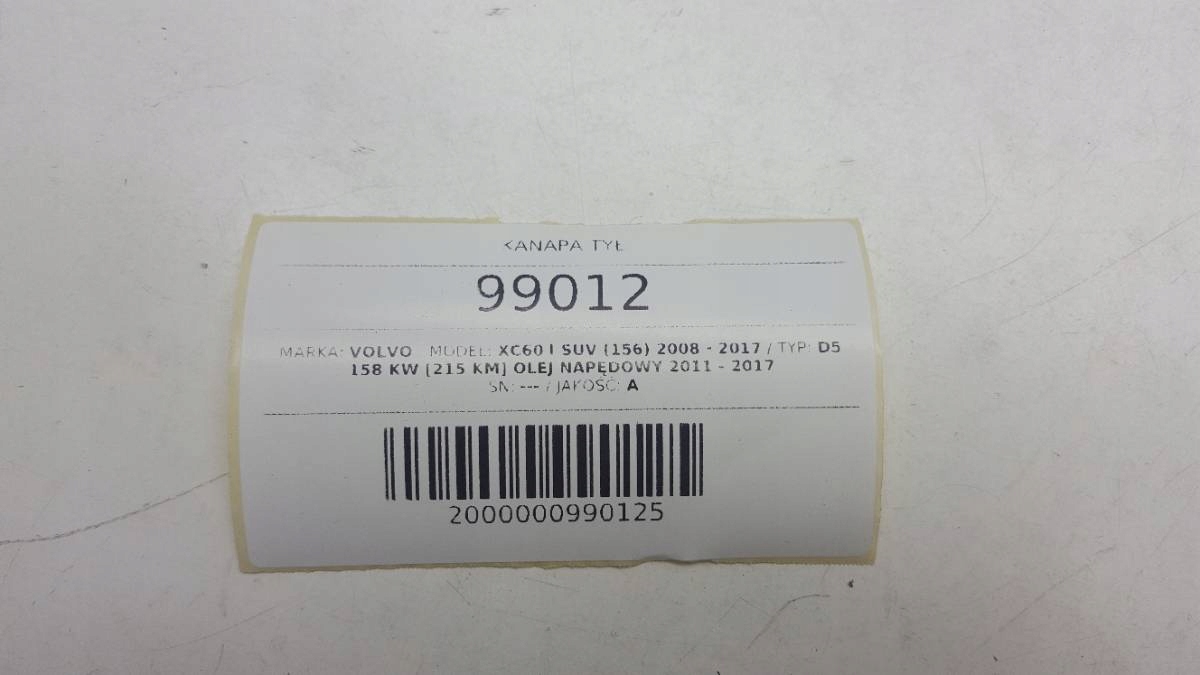 KANAPA TYŁ
99012
MARKA: VOLVO MODEL: XC60 I SUV (156) 2008 - 2017 / TYP: D5
158 KW [215 KM] OLEJ NAPĘDOWY 2011 - 2017
SN: --- / JAKOŚĆ: A
2000000990125